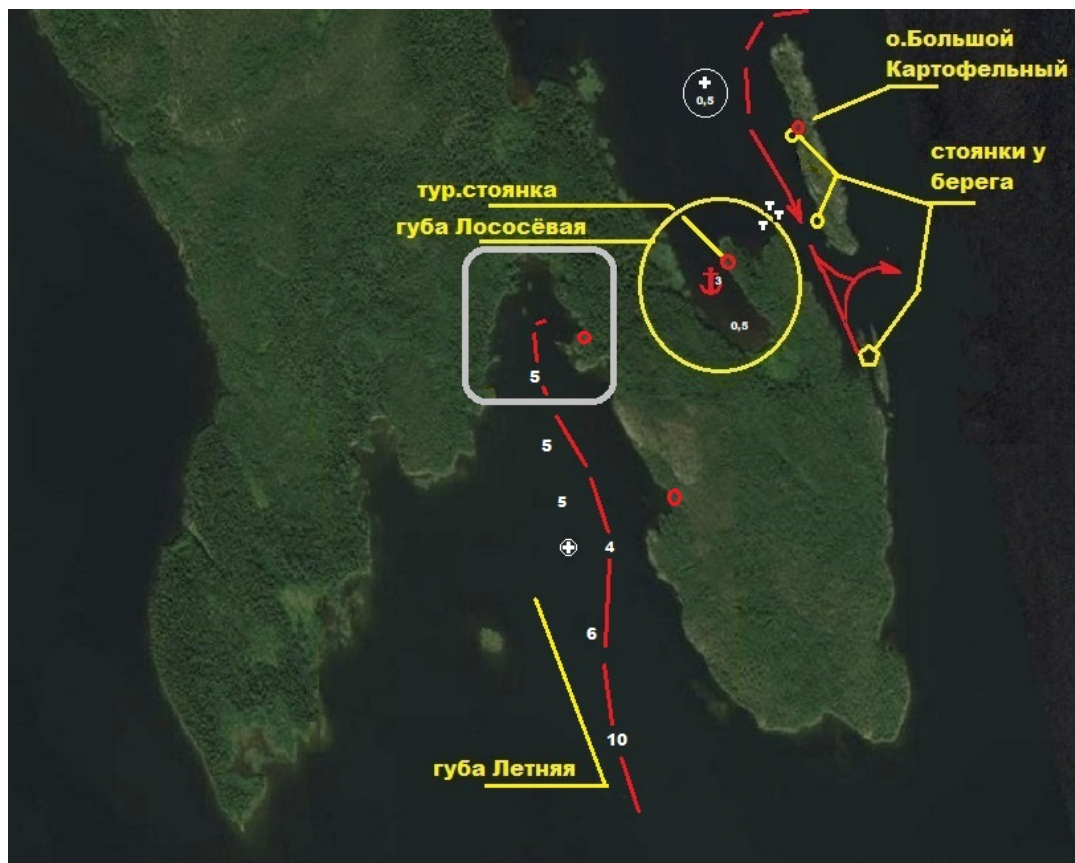 о.Большой
Картофельный
0,5
стоянки у
берега
тур.стоянка
губа Лососёвая
3
0,5
5
5
5
4
6
10
губа Летняя